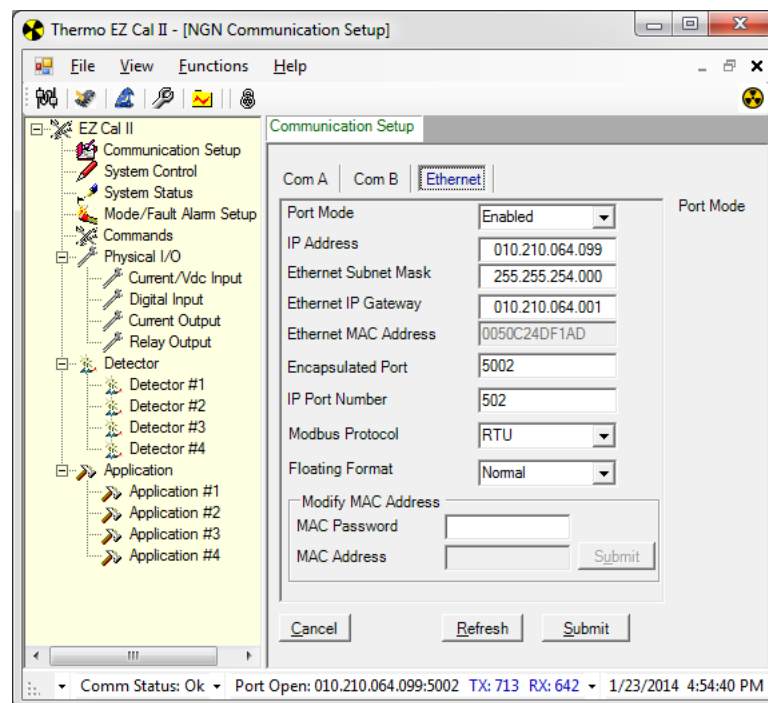 Thermo EZ Cal II - [NGN Communication Setup]
File View Functions Help
EZ Cal II
Communication Setup
System Control
System Status
Mode/Fault Alarm Setup
Commands
Physical I/O
Current/Vdc Input
Digital Input
Current Output
Relay Output
Detector
Detector #1
Detector #2
Detector #3
Detector #4
Application
Application #1
Application #2
Application #3
Application #4
Communication Setup
Com A Com B Ethernet
Port Mode Enabled
IP Address 010.210.064.099
Ethernet Subnet Mask 255.255.254.000
Ethernet IP Gateway 010.210.064.001
Ethernet MAC Address 0050C24DF1AD
Encapsulated Port 5002
IP Port Number 502
Modbus Protocol RTU
Floating Format Normal
Modify MAC Address
MAC Password
MAC Address Submit
Cancel Refresh Submit
Port Mode
Comm Status: Ok Port Open: 010.210.064.099:5002 TX: 713 RX: 642 1/23/2014 4:54:40 PM